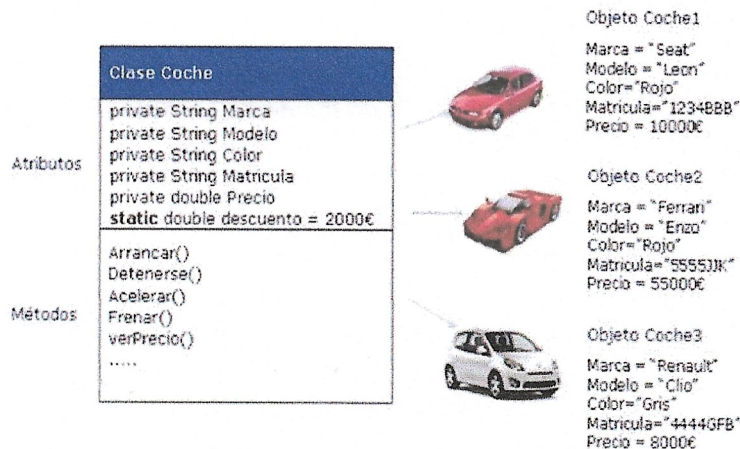 Clase Coche
Atributos
private String Marca
private String Modelo
private String Color
private String Matricula
private double Precio
static double descuento = 2000€
Métodos
Arrancar()
Detenerse()
Acelerar()
Frenar()
verPrecio()
.....
Objeto Coche1
Marca = "Seat"
Modelo = "Leon"
Color="Rojo"
Matricula="1234BBB"
Precio = 10000€
Objeto Coche2
Marca = "Ferrari"
Modelo = "Enzo"
Color="Rojo"
Matricula="5555JJK"
Precio = 55000€
Objeto Coche3
Marca = "Renault"
Modelo = "Clio"
Color="Gris"
Matricula="4444GFB"
Precio = 8000€